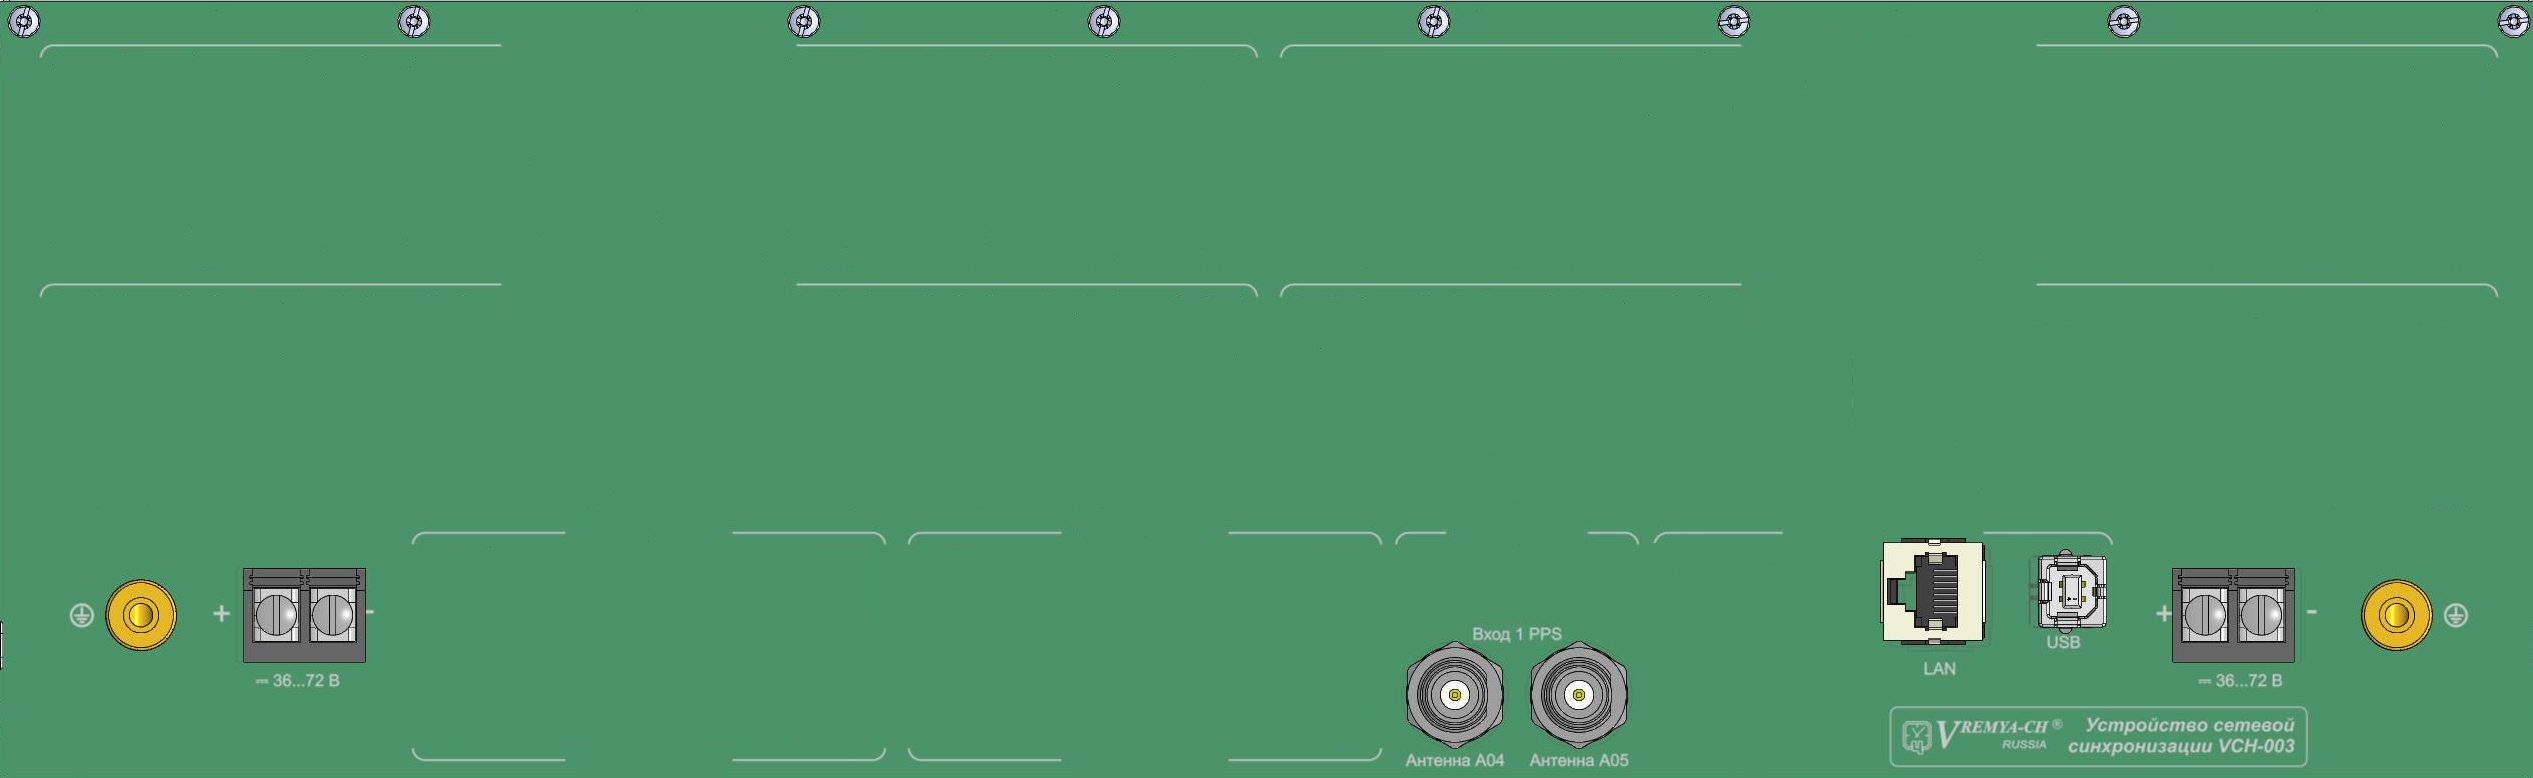 +
-
⎓ 36...72 В
Вход 1 PPS
Антенна А04
Антенна А05
LAN
USB
+
-
⎓ 36...72 В
VREMYA-CH ®
RUSSIA
Устройство сетевой
синхронизации VCH-003